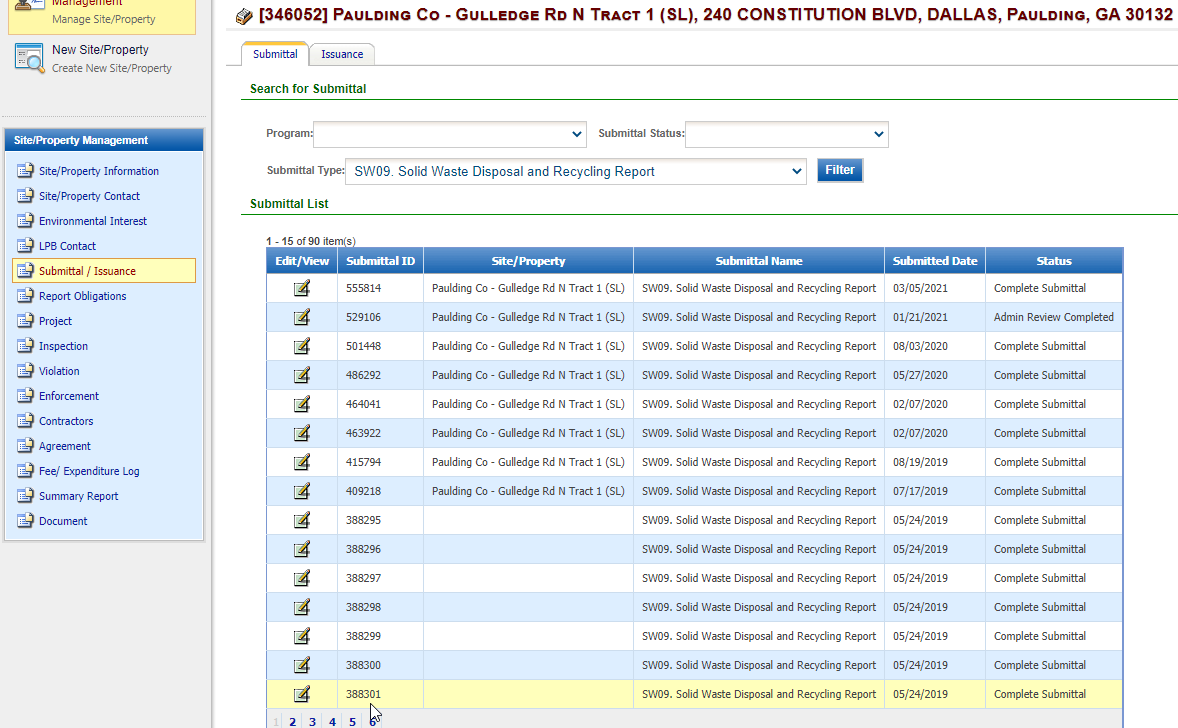 Management
Manage Site/Property
New Site/Property
Create New Site/Property
Site/Property Management
Site/Property Information
Site/Property Contact
Environmental Interest
LPB Contact
Submittal / Issuance
Report Obligations
Project
Inspection
Violation
Enforcement
Contractors
Agreement
Fee/ Expenditure Log
Summary Report
Document
[346052] Paulding Co - Gulledge Rd N Tract 1 (SL), 240 CONSTITUTION BLVD, DALLAS, Paulding, GA 30132
Submittal Issuance
Search for Submittal
Program: Submittal Status:
Submittal Type: SW09. Solid Waste Disposal and Recycling Report Filter
Submittal List
1 - 15 of 90 item(s)
Edit/View Submittal ID Site/Property Submittal Name Submitted Date Status
555814 Paulding Co - Gulledge Rd N Tract 1 (SL) SW09. Solid Waste Disposal and Recycling Report 03/05/2021 Complete Submittal
529106 Paulding Co - Gulledge Rd N Tract 1 (SL) SW09. Solid Waste Disposal and Recycling Report 01/21/2021 Admin Review Completed
501448 Paulding Co - Gulledge Rd N Tract 1 (SL) SW09. Solid Waste Disposal and Recycling Report 08/03/2020 Complete Submittal
486292 Paulding Co - Gulledge Rd N Tract 1 (SL) SW09. Solid Waste Disposal and Recycling Report 05/27/2020 Complete Submittal
464041 Paulding Co - Gulledge Rd N Tract 1 (SL) SW09. Solid Waste Disposal and Recycling Report 02/07/2020 Complete Submittal
463922 Paulding Co - Gulledge Rd N Tract 1 (SL) SW09. Solid Waste Disposal and Recycling Report 02/07/2020 Complete Submittal
415794 Paulding Co - Gulledge Rd N Tract 1 (SL) SW09. Solid Waste Disposal and Recycling Report 08/19/2019 Complete Submittal
409218 Paulding Co - Gulledge Rd N Tract 1 (SL) SW09. Solid Waste Disposal and Recycling Report 07/17/2019 Complete Submittal
388295 SW09. Solid Waste Disposal and Recycling Report 05/24/2019 Complete Submittal
388296 SW09. Solid Waste Disposal and Recycling Report 05/24/2019 Complete Submittal
388297 SW09. Solid Waste Disposal and Recycling Report 05/24/2019 Complete Submittal
388298 SW09. Solid Waste Disposal and Recycling Report 05/24/2019 Complete Submittal
388299 SW09. Solid Waste Disposal and Recycling Report 05/24/2019 Complete Submittal
388300 SW09. Solid Waste Disposal and Recycling Report 05/24/2019 Complete Submittal
388301 SW09. Solid Waste Disposal and Recycling Report 05/24/2019 Complete Submittal
1 2 3 4 5 6